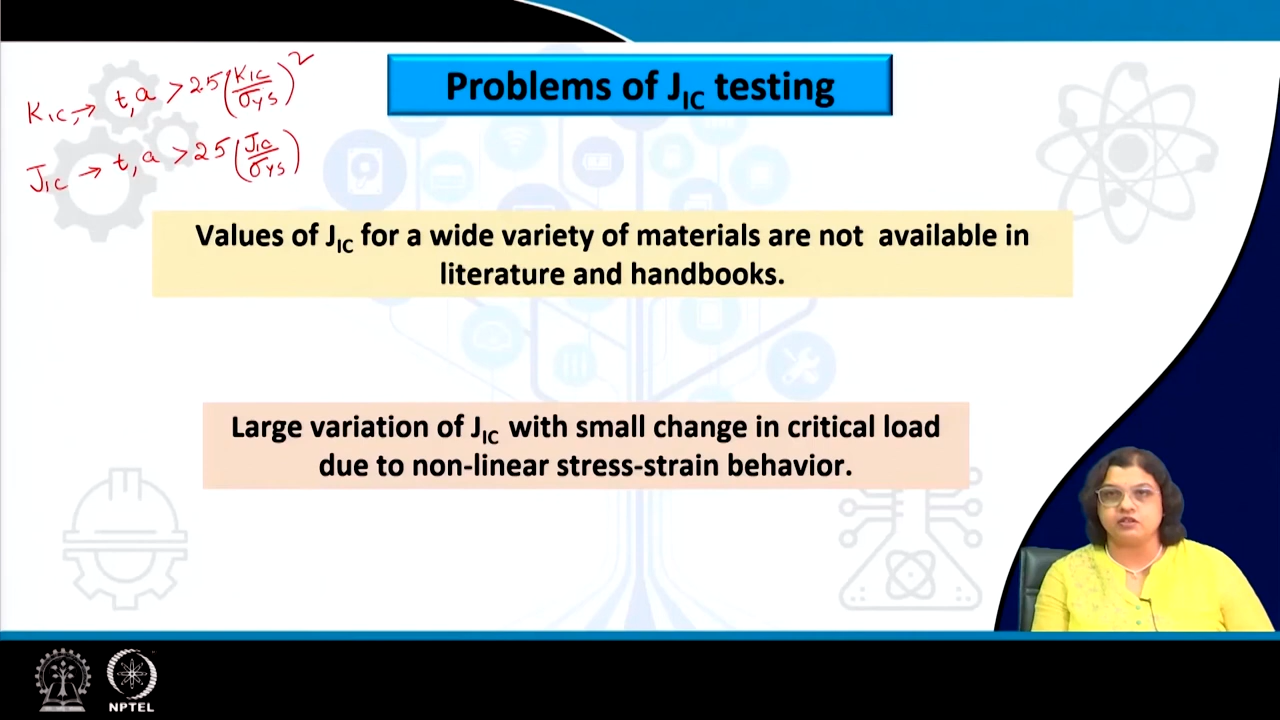 K_IC, → t, a > 25 (K_IC / σ_YS)^2
J_IC → t, a > 25 (J_IC / σ_YS)
Problems of J_IC testing
Values of J_IC for a wide variety of materials are not available in
literature and handbooks.
Large variation of J_IC with small change in critical load
due to non-linear stress-strain behavior.
NPTEL